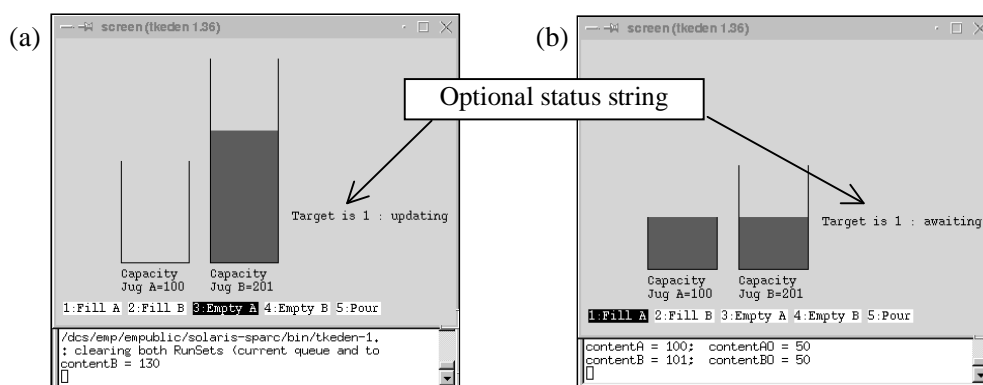 (a)
screen (tkeden 1.36)
Optional status string
Target is 1 : updating
Capacity
Jug A=100
Capacity
Jug B=201
1:Fill A 2:Fill B 3:Empty A 4:Empty B 5:Pour
/dcs/emp/empublic/solaris-sparc/bin/tkeden-1.
: clearing both RunSets (current queue and to
contentB = 130
(b)
screen (tkeden 1.36)
Target is 1 : awaiting
Capacity
Jug A=100
Capacity
Jug B=201
1:Fill A 2:Fill B 3:Empty A 4:Empty B 5:Pour
contentA = 100; contentAO = 50
contentB = 101; contentBO = 50